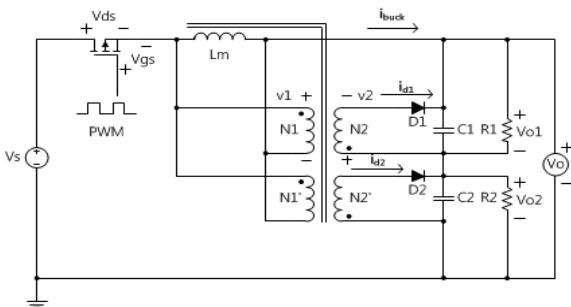 Vds
+ −
i_buck
− Vgs +
Lm
v1 + − v2 i_d1
PWM
N1 N2 D1 C1 R1 + Vo1 −
Vs
−
+ i_d2
+ Vo −
N1' N2' D2 C2 R2 + Vo2 −